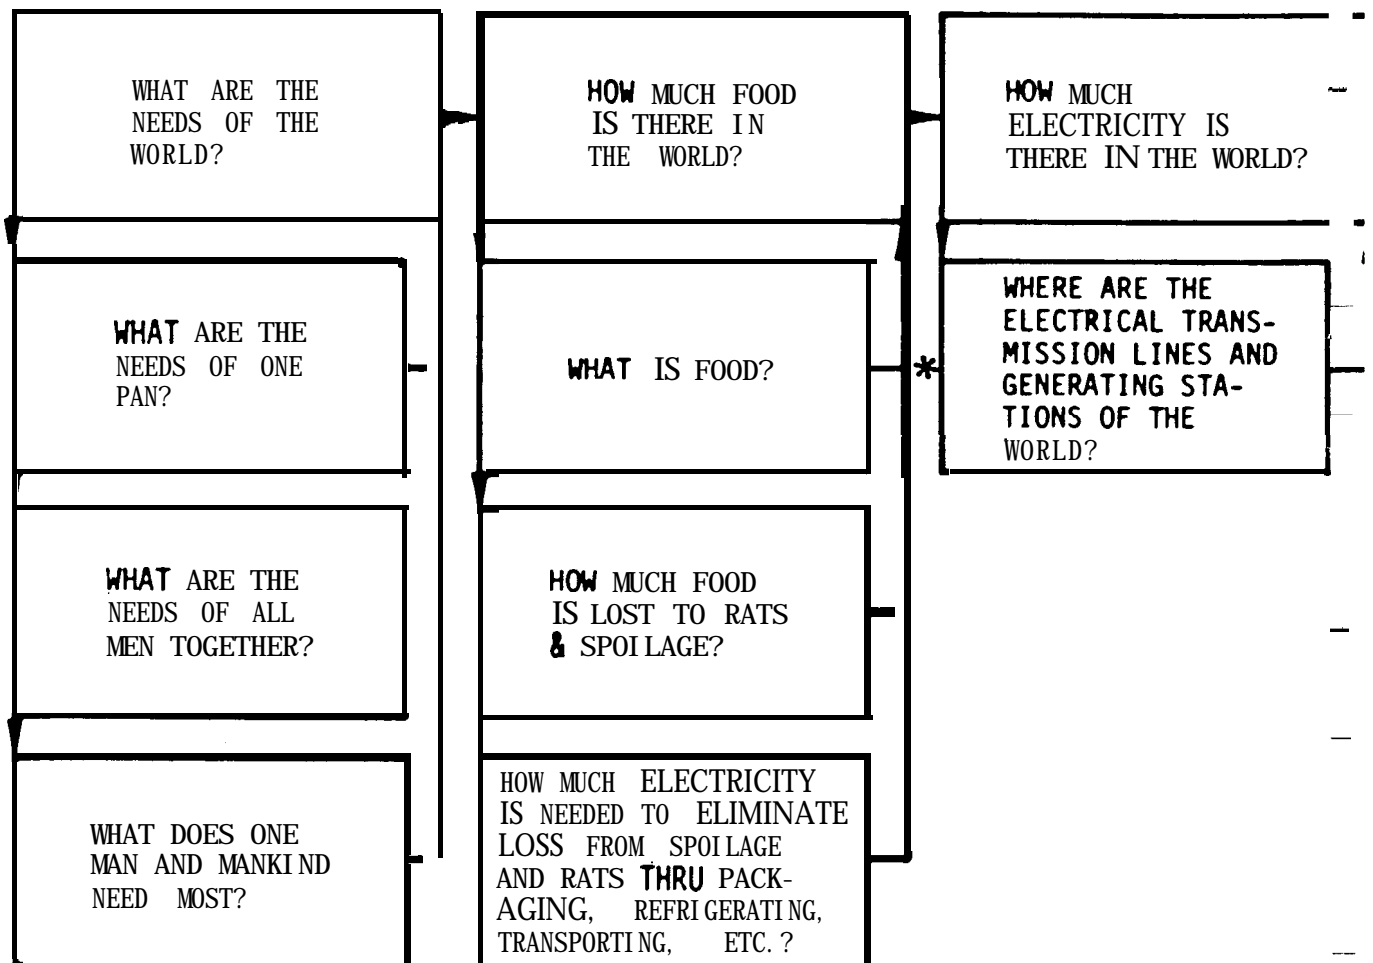 WHAT ARE THE
NEEDS OF THE
WORLD?
WHAT ARE THE
NEEDS OF ONE
PAN?
WHAT ARE THE
NEEDS OF ALL
MEN TOGETHER?
WHAT DOES ONE
MAN AND MANKIND
NEED MOST?
HOW MUCH FOOD
IS THERE IN
THE WORLD?
WHAT IS FOOD?
HOW MUCH FOOD
IS LOST TO RATS
& SPOILAGE?
HOW MUCH ELECTRICITY
IS NEEDED TO ELIMINATE
LOSS FROM SPOILAGE
AND RATS THRU PACK-
AGING, REFRIGERATING,
TRANSPORTING, ETC.?
HOW MUCH
ELECTRICITY IS
THERE IN THE WORLD?
*
WHERE ARE THE
ELECTRICAL TRANS-
MISSION LINES AND
GENERATING STA-
TIONS OF THE
WORLD?